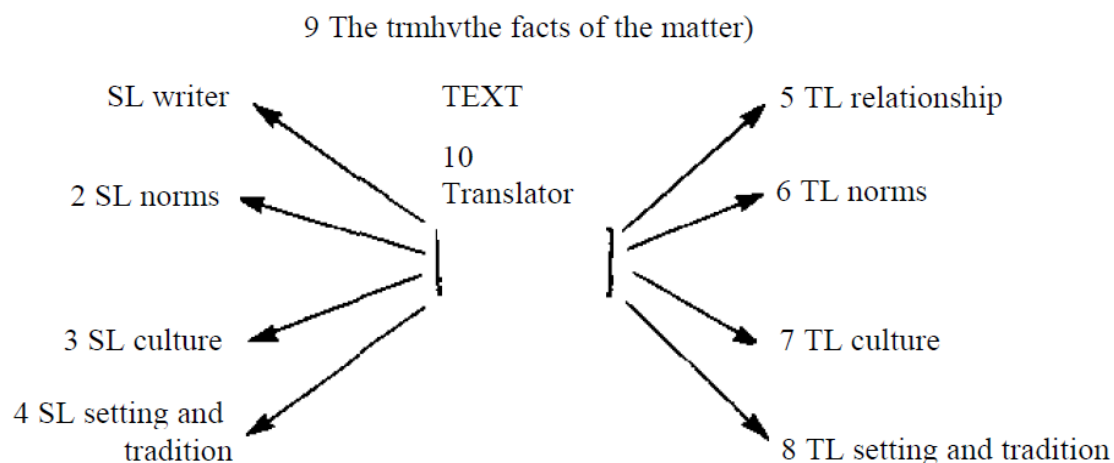 9 The trmhvthe facts of the matter)
SL writer
TEXT
5 TL relationship
10
Translator
2 SL norms
6 TL norms
3 SL culture
7 TL culture
4 SL setting and
tradition
8 TL setting and tradition